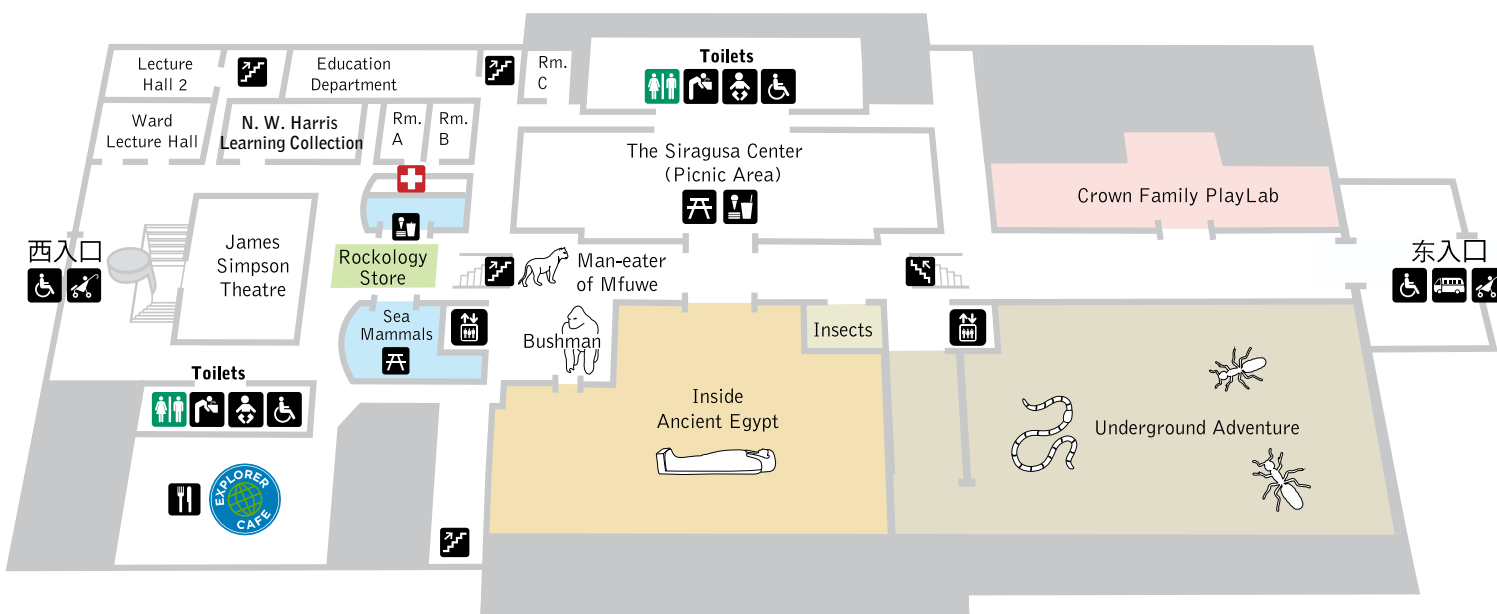 Lecture
Hall 2
Education
Department
Rm.
C
Toilets
Ward
Lecture Hall
N. W. Harris
Learning Collection
Rm.
A
Rm.
B
The Siragusa Center
(Picnic Area)
Crown Family PlayLab
西入口
James
Simpson
Theatre
Rockology
Store
Man-eater
of Mfuwe
东入口
Sea
Mammals
Bushman
Insects
Toilets
Inside
Ancient Egypt
Underground Adventure
EXPLORER
CAFE